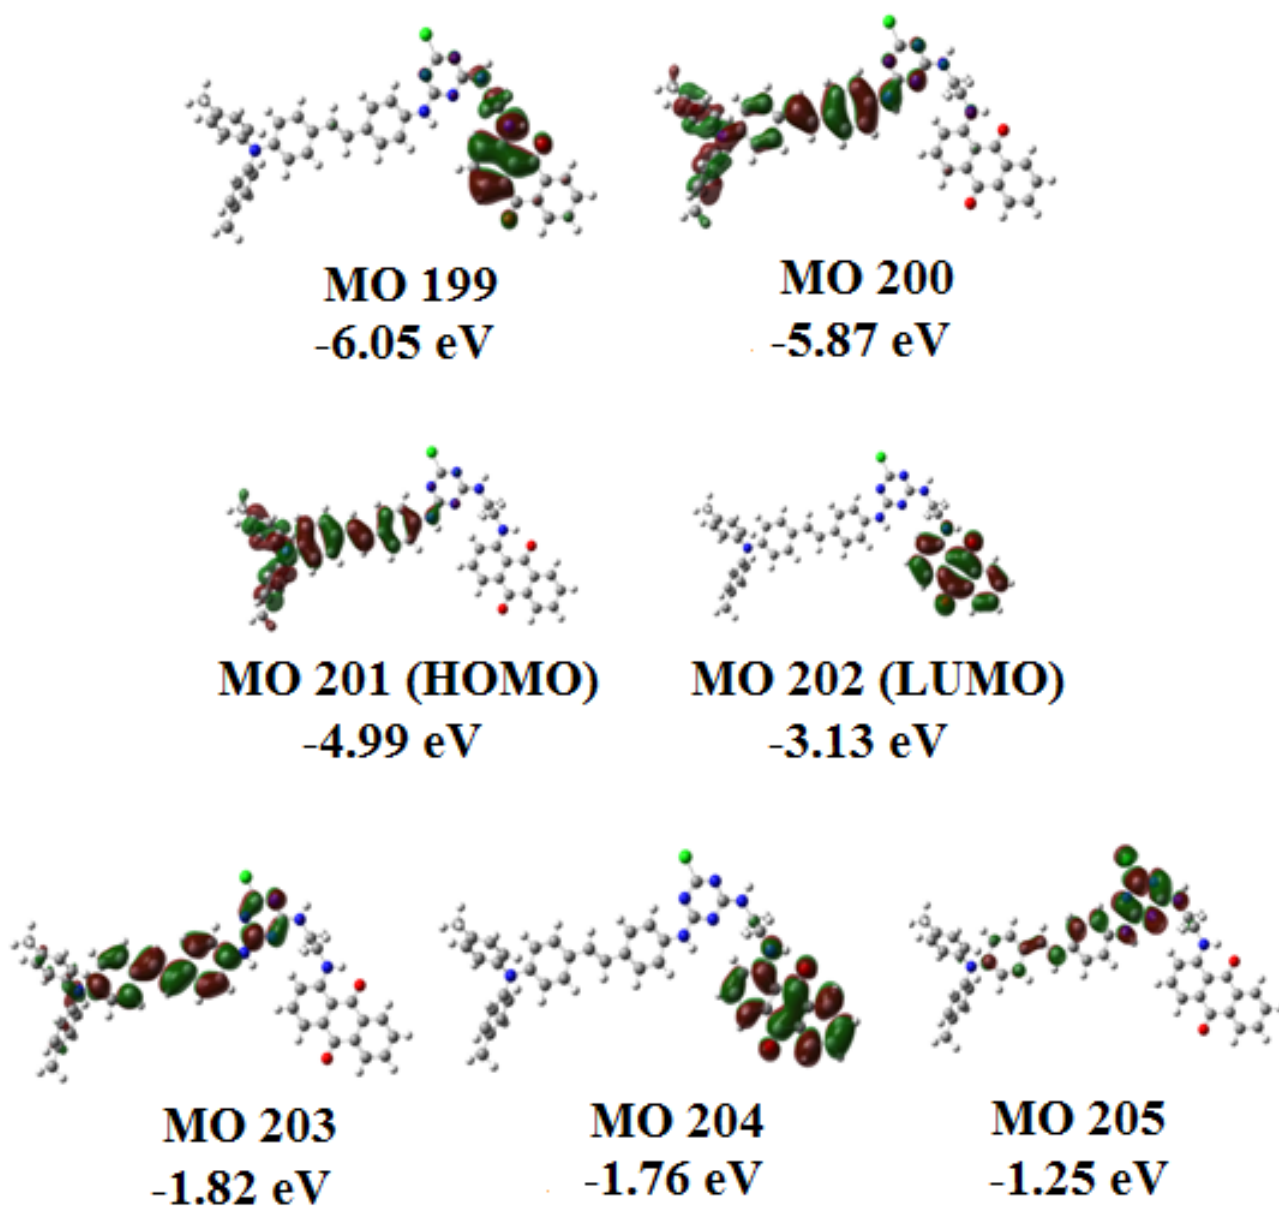 MO 199
-6.05 eV
MO 200
-5.87 eV
MO 201 (HOMO)
-4.99 eV
MO 202 (LUMO)
-3.13 eV
MO 203
-1.82 eV
MO 204
-1.76 eV
MO 205
-1.25 eV